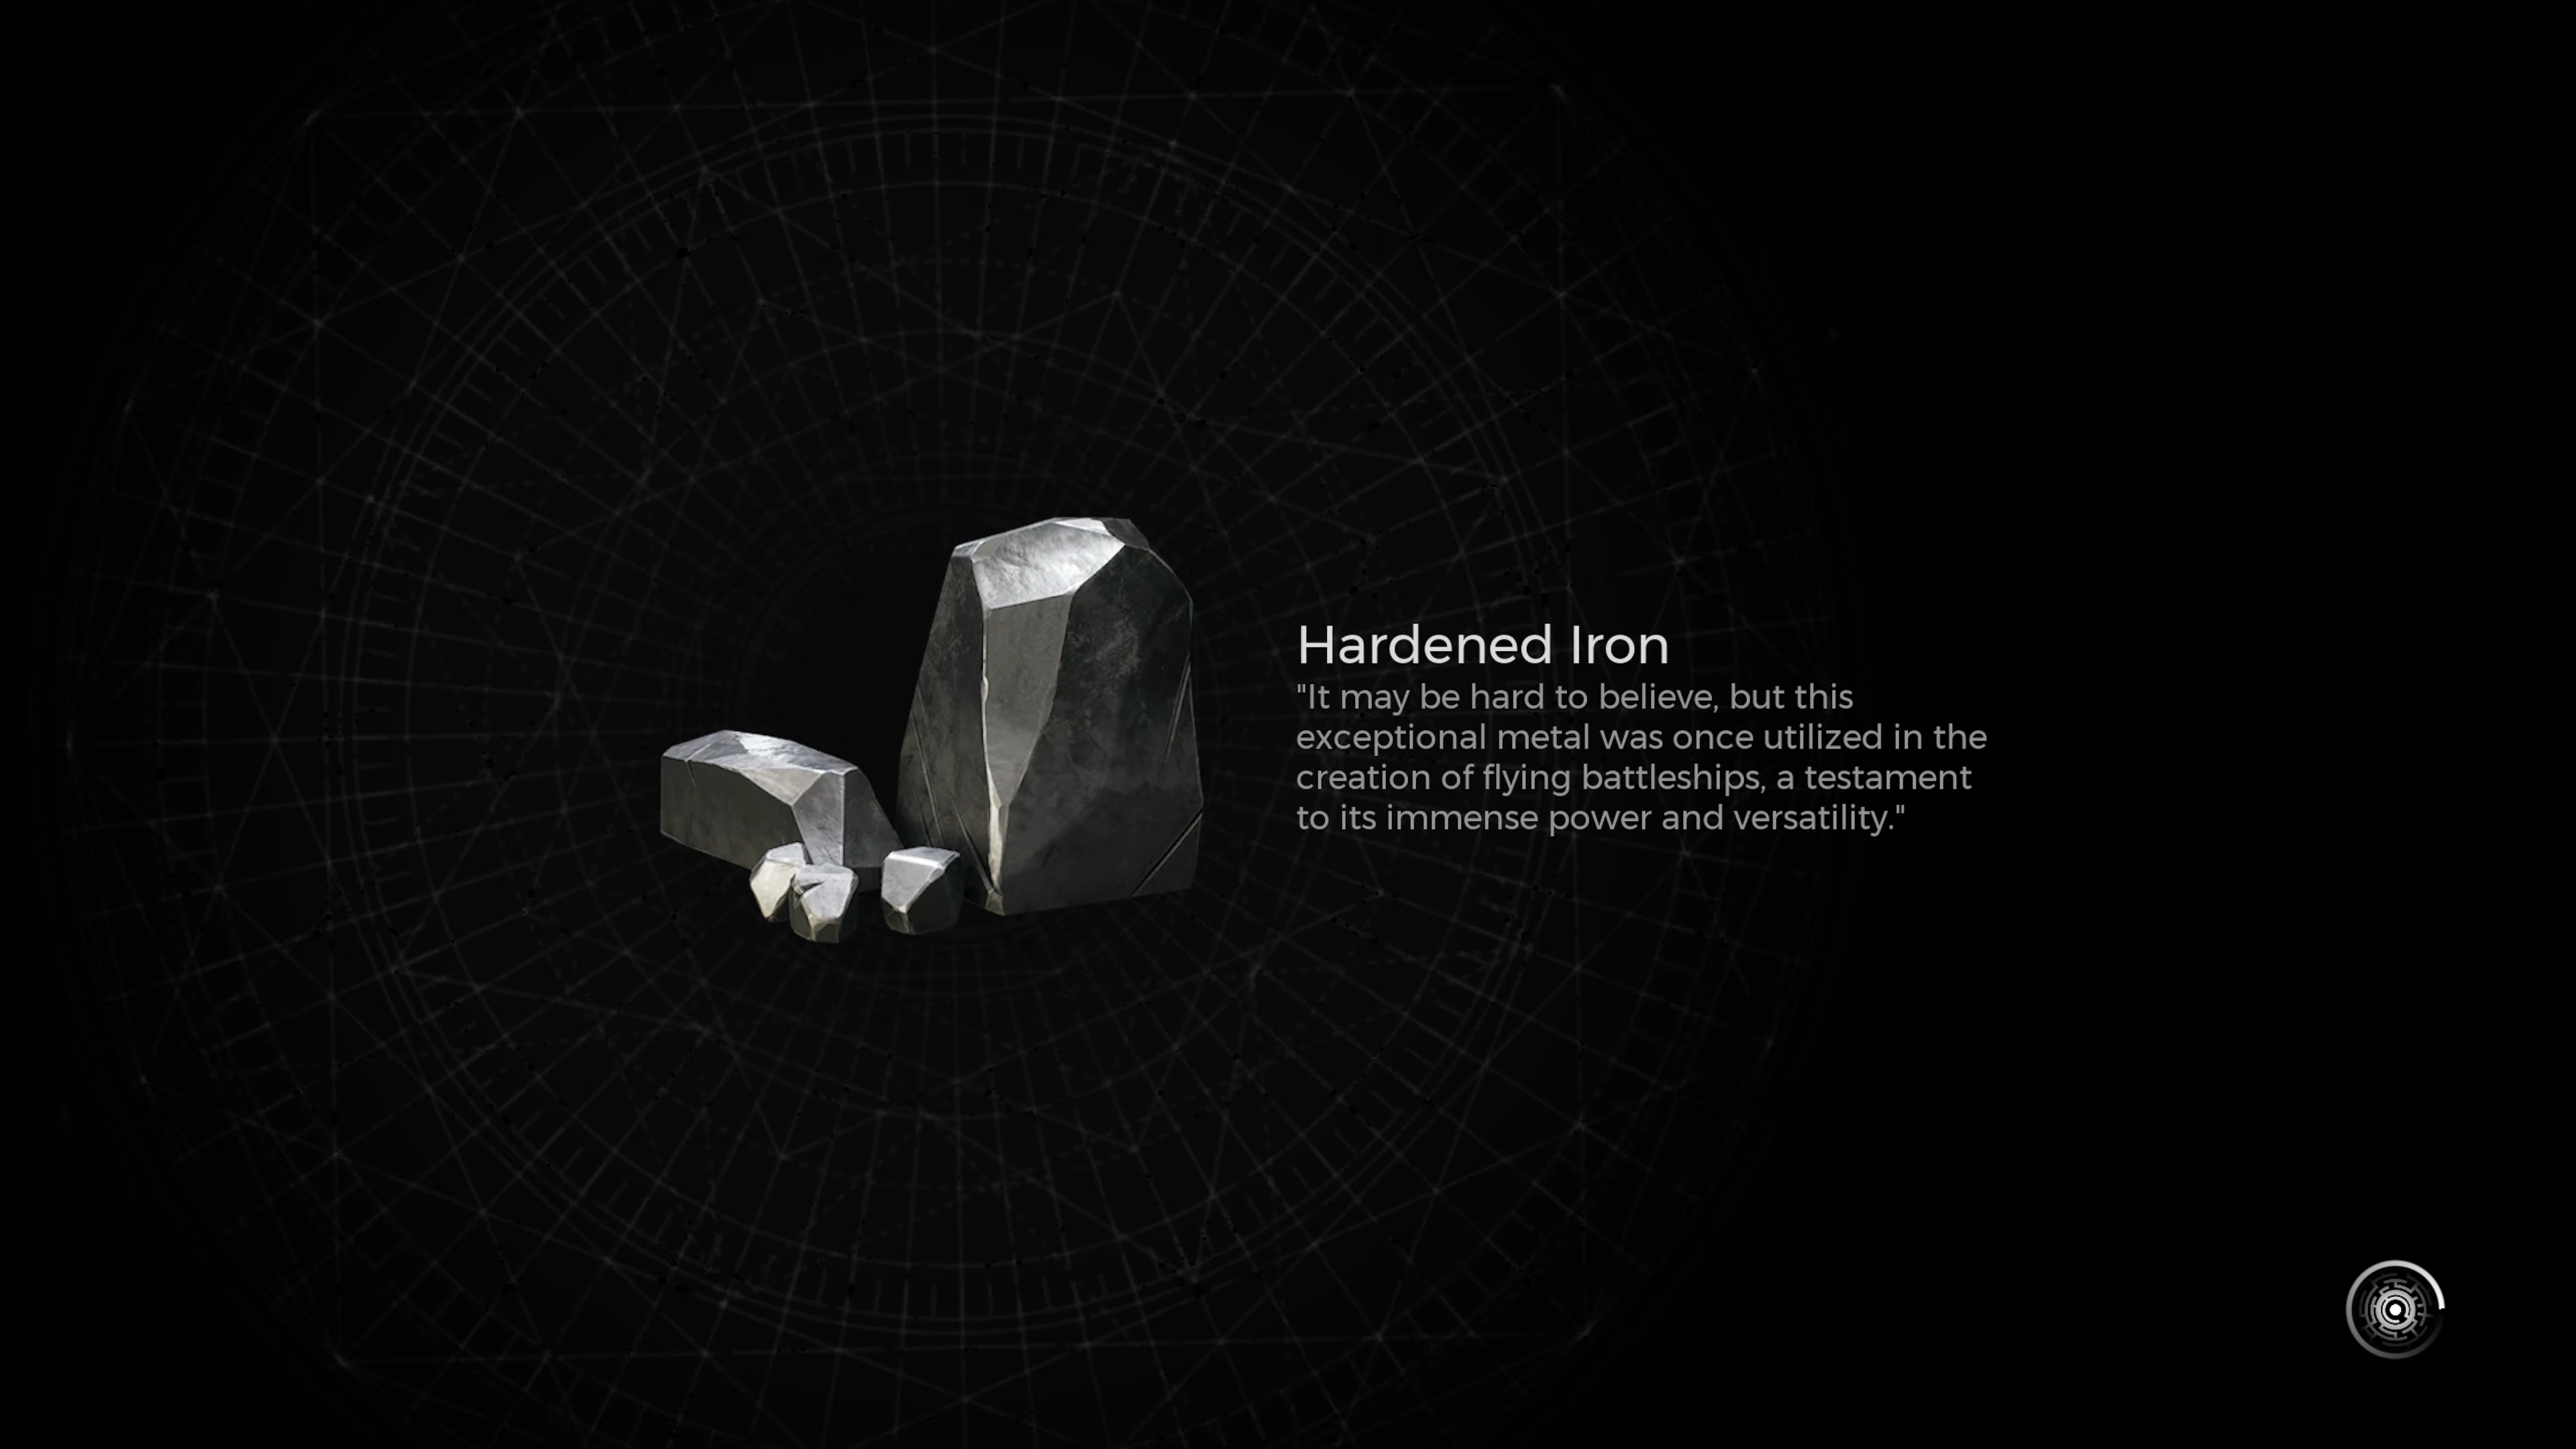 Hardened Iron
"It may be hard to believe, but this
exceptional metal was once utilized in the
creation of flying battleships, a testament
to its immense power and versatility."